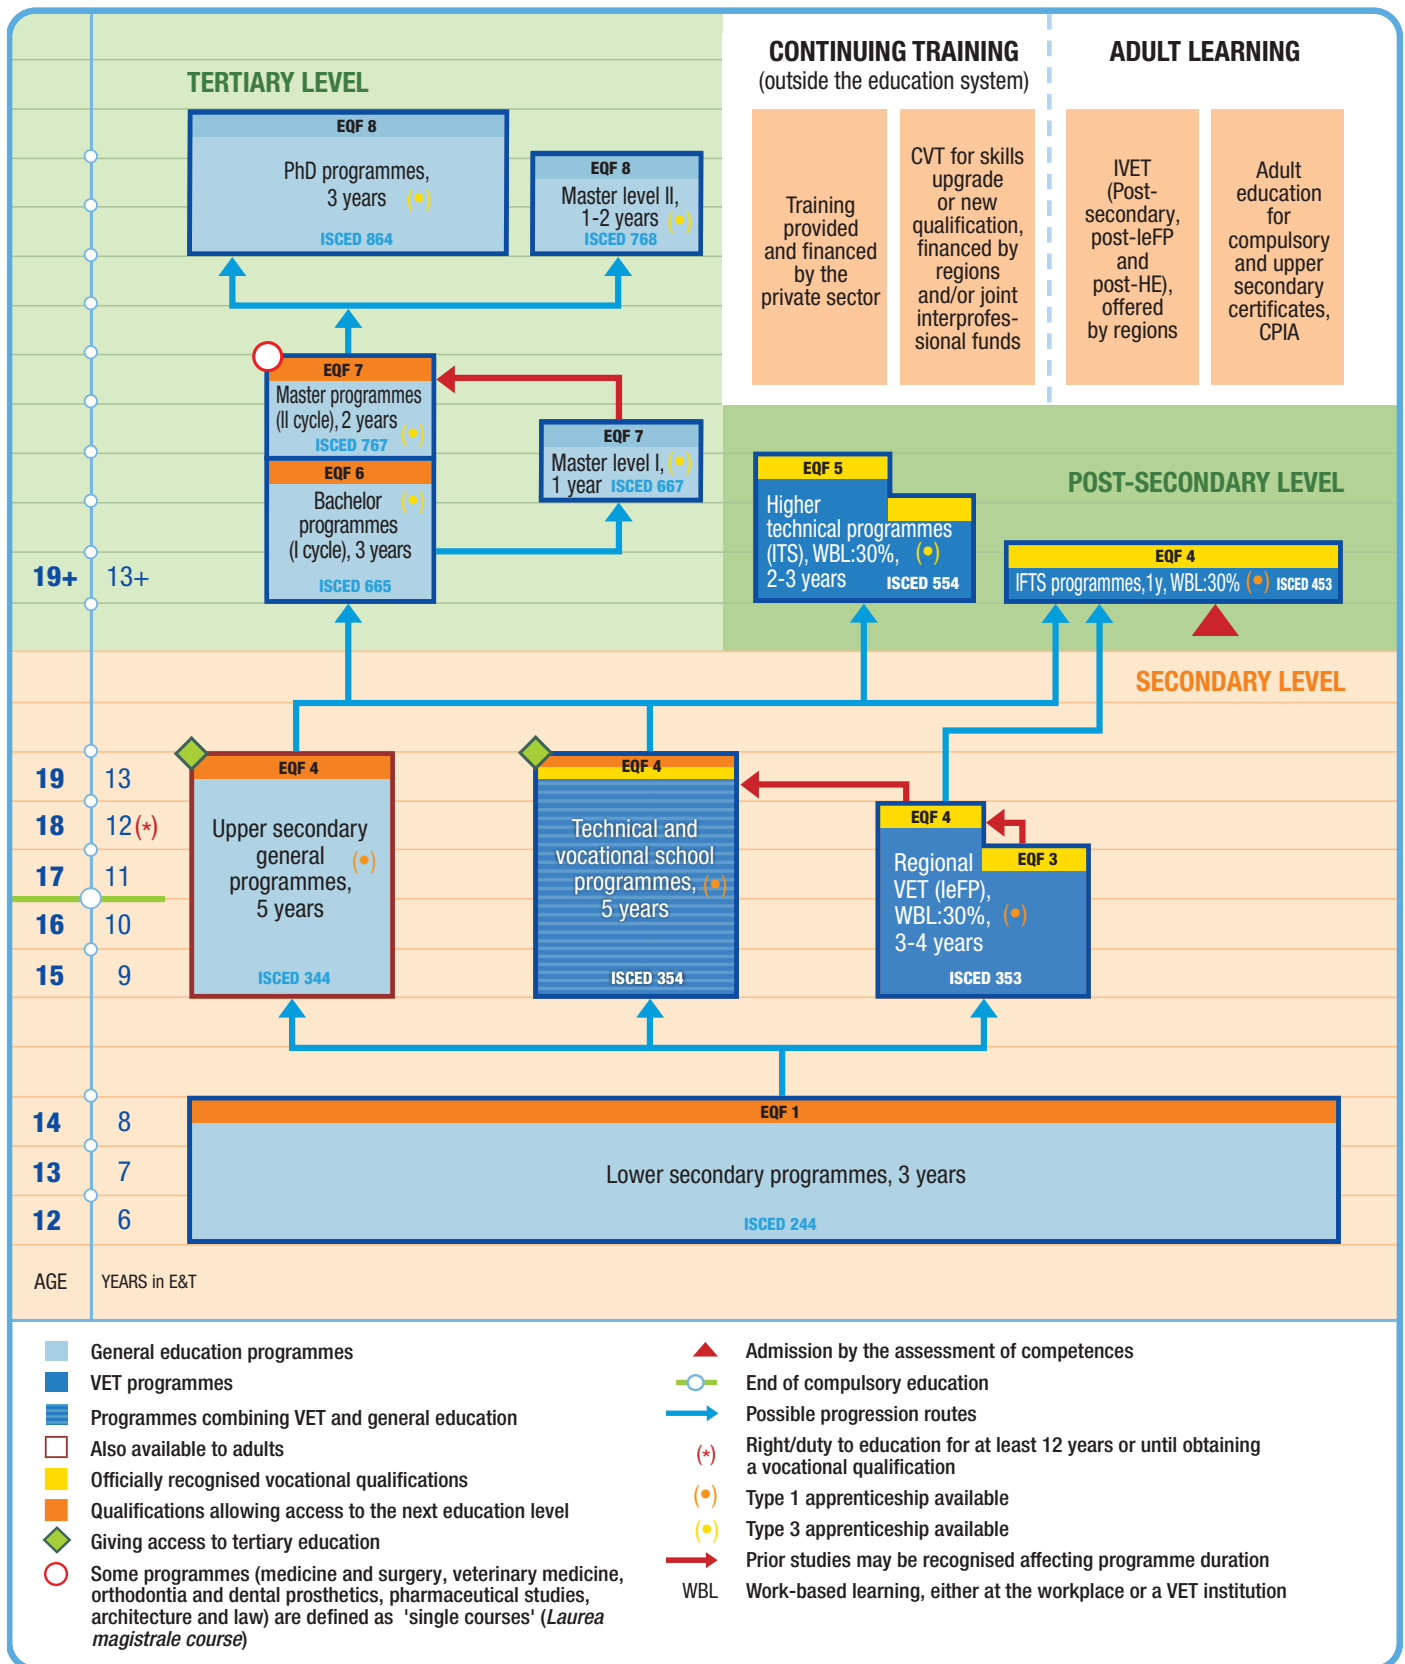 TERTIARY LEVEL
CONTINUING TRAINING
(outside the education system)
ADULT LEARNING
EQF 8
PhD programmes,
3 years (•)
ISCED 864
EQF 8
Master level II,
1-2 years (•)
ISCED 768
Training
provided
and financed
by the
private sector
CVT for skills
upgrade
or new
qualification,
financed by
regions
and/or joint
interprofes-
sional funds
IVET
(Post-
secondary,
post-IeFP
and
post-HE),
offered
by regions
Adult
education
for
compulsory
and upper
secondary
certificates,
CPIA
EQF 7
Master programmes
(II cycle), 2 years (•)
ISCED 767
EQF 7
Master level I, (•)
1 year ISCED 667
EQF 6
Bachelor (•)
programmes
(I cycle), 3 years
ISCED 665
POST-SECONDARY LEVEL
EQF 5
Higher
technical programmes
(ITS), WBL:30%, (•)
2-3 years ISCED 554
EQF 4
IFTS programmes,1y, WBL:30% (•) ISCED 453
19+ 13+
SECONDARY LEVEL
EQF 4
Upper secondary
general (•)
programmes,
5 years
ISCED 344
EQF 4
Technical and
vocational school
programmes, (•)
5 years
ISCED 354
EQF 4
EQF 3
Regional
VET (IeFP),
WBL:30%, (•)
3-4 years
ISCED 353
19 13
18 12(*)
17 11
16 10
15 9
EQF 1
Lower secondary programmes, 3 years
ISCED 244
14 8
13 7
12 6
AGE YEARS in E&T
General education programmes
VET programmes
Programmes combining VET and general education
Also available to adults
Officially recognised vocational qualifications
Qualifications allowing access to the next education level
Giving access to tertiary education
Some programmes (medicine and surgery, veterinary medicine,
orthodontia and dental prosthetics, pharmaceutical studies,
architecture and law) are defined as 'single courses' (Laurea
magistrale course)
Admission by the assessment of competences
End of compulsory education
Possible progression routes
(*) Right/duty to education for at least 12 years or until obtaining
a vocational qualification
(•) Type 1 apprenticeship available
(•) Type 3 apprenticeship available
Prior studies may be recognised affecting programme duration
WBL Work-based learning, either at the workplace or a VET institution